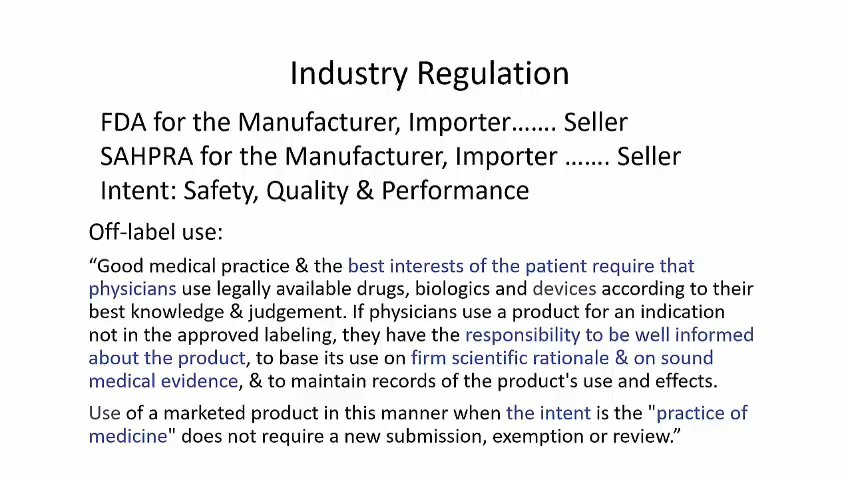 Industry Regulation
FDA for the Manufacturer, Importer……. Seller
SAHPRA for the Manufacturer, Importer ……. Seller
Intent: Safety, Quality & Performance
Off-label use:
“Good medical practice & the best interests of the patient require that
physicians use legally available drugs, biologics and devices according to their
best knowledge & judgement. If physicians use a product for an indication
not in the approved labeling, they have the responsibility to be well informed
about the product, to base its use on firm scientific rationale & on sound
medical evidence, & to maintain records of the product's use and effects.
Use of a marketed product in this manner when the intent is the "practice of
medicine" does not require a new submission, exemption or review.”